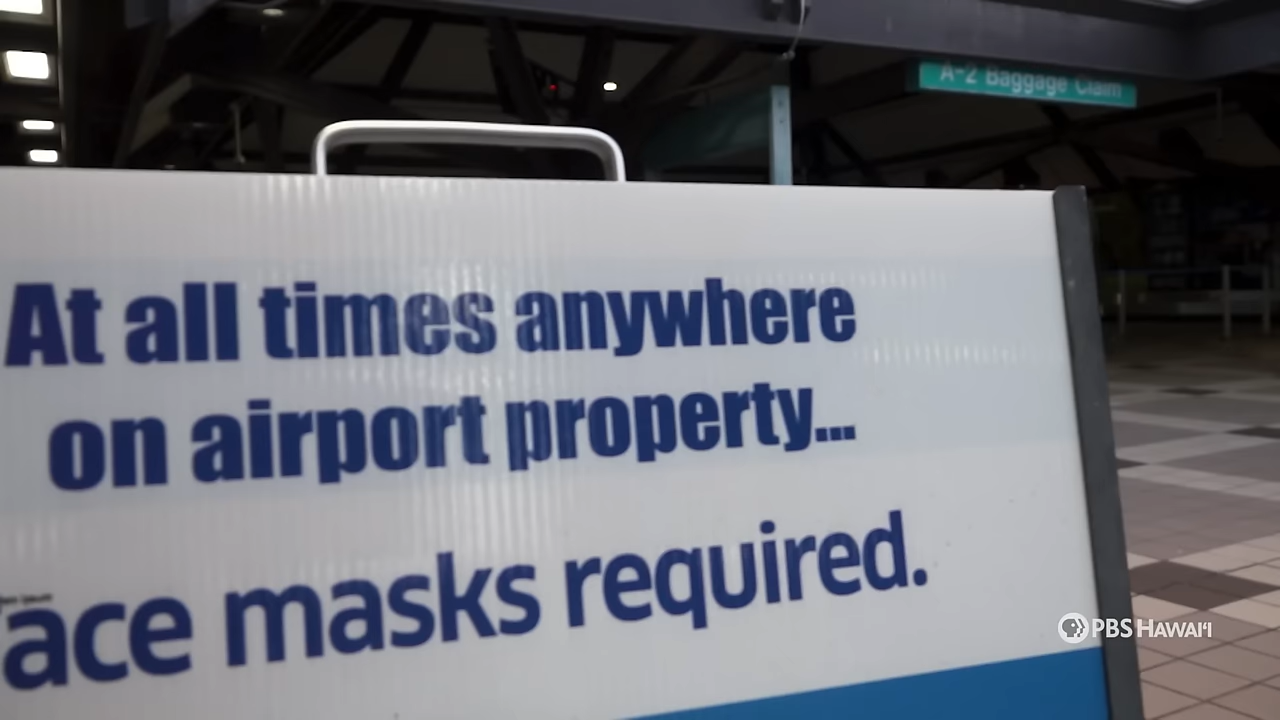 A-2 Baggage Claim
At all times anywhere
on airport property...
ace masks required.
PBS HAWAIʻI